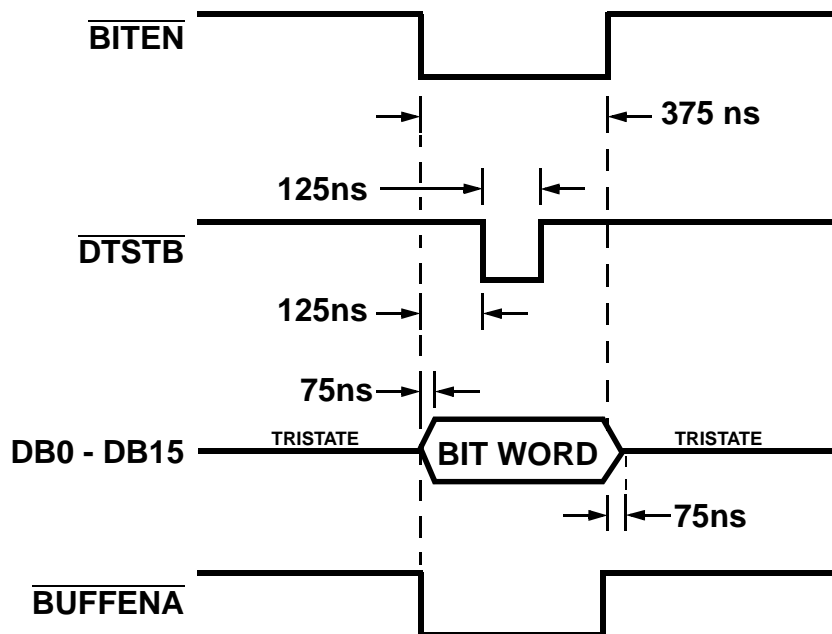 BITEN
375 ns
125ns
DTSTB
125ns
75ns
DB0 - DB15 TRISTATE BIT WORD TRISTATE
75ns
BUFFENA